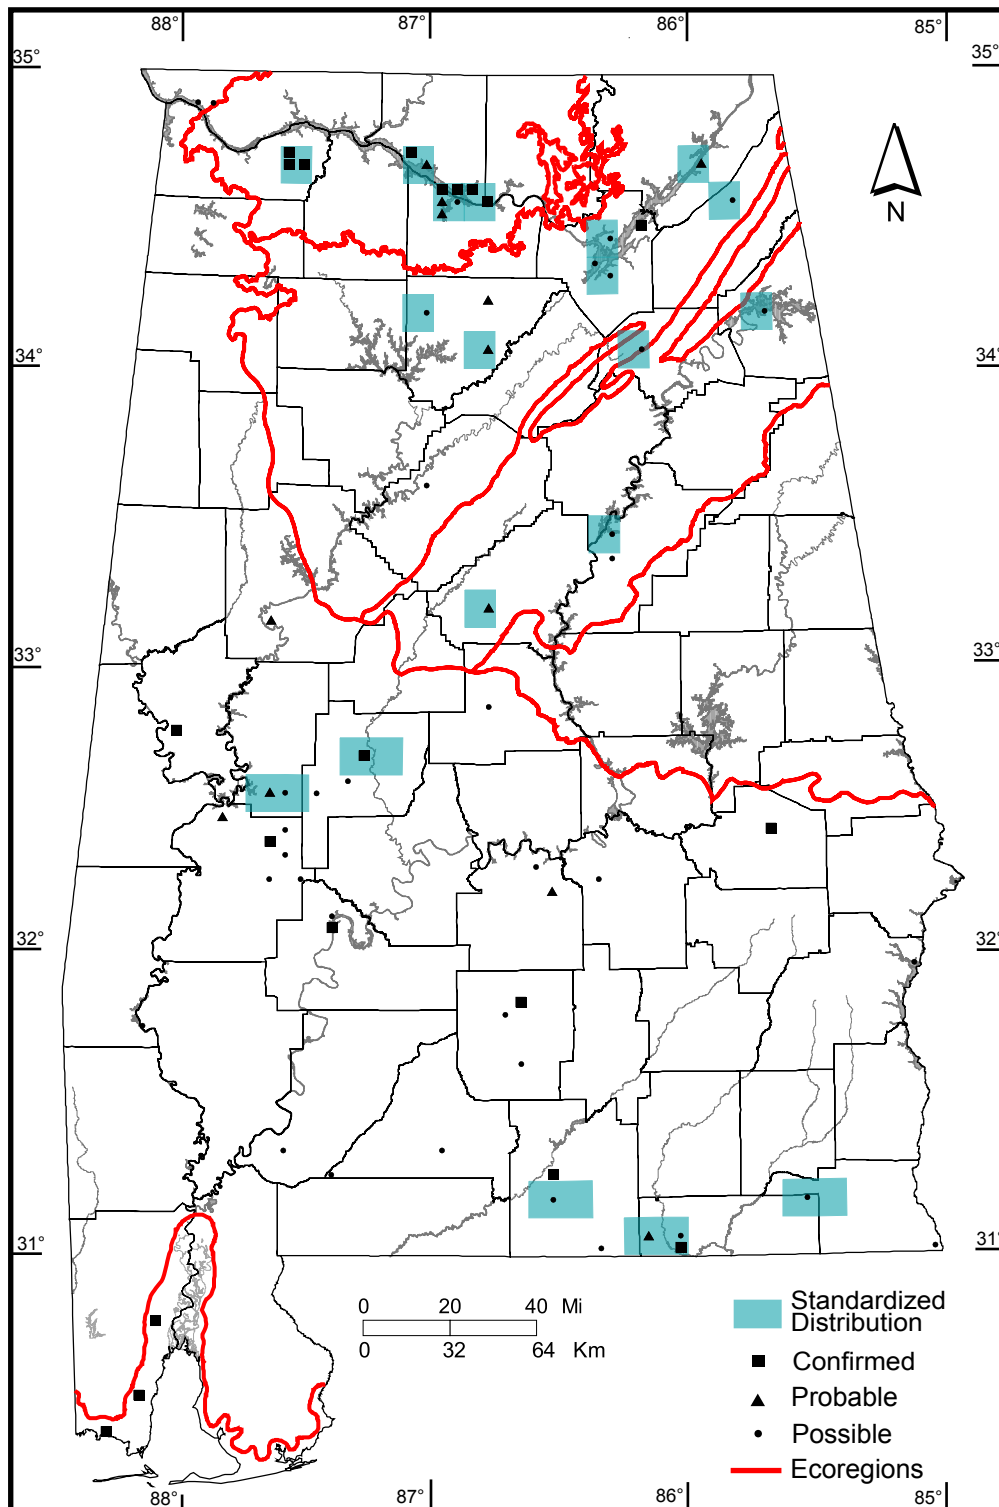 88° 87° 86° 85°
35° 35°
N
34° 34°
33° 33°
32° 32°
31° 31°
0 20 40 Mi
0 32 64 Km
Standardized
Distribution
Confirmed
Probable
Possible
Ecoregions
88° 87° 86° 85°